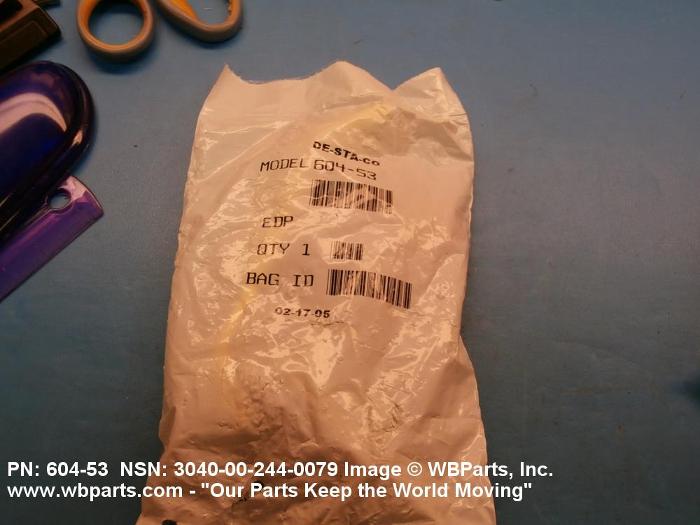 DE-STA-CO
MODEL 604-53
EDP
QTY 1
BAG ID
02-17-05
PN: 604-53 NSN: 3040-00-244-0079 Image © WBParts, Inc.
www.wbparts.com - "Our Parts Keep the World Moving"